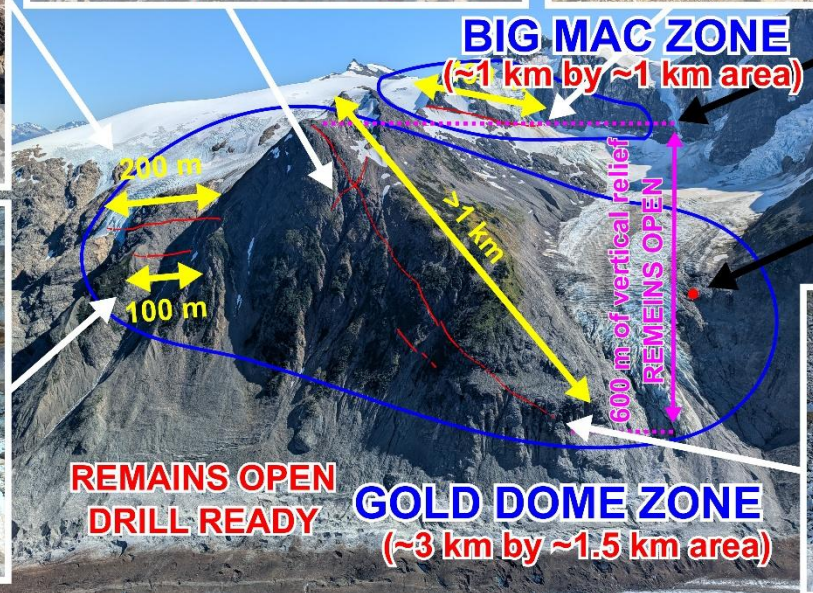 BIG MAC ZONE
(~1 km by ~1 km area)
200 m
100 m
>1 km
600 m of vertical relief
REMEINS OPEN
REMAINS OPEN
DRILL READY
GOLD DOME ZONE
(~3 km by ~1.5 km area)